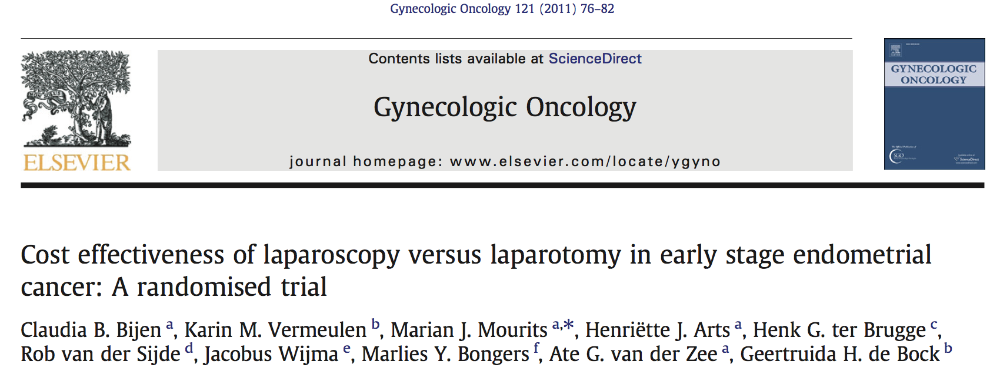 Gynecologic Oncology 121 (2011) 76–82
Contents lists available at ScienceDirect
Gynecologic Oncology
journal homepage: www.elsevier.com/locate/ygyno
ELSEVIER
GYNECOLOGIC
ONCOLOGY
SGO
ScienceDirect
Cost effectiveness of laparoscopy versus laparotomy in early stage endometrial
cancer: A randomised trial
Claudia B. Bijen a, Karin M. Vermeulen b, Marian J. Mourits a,*, Henriëtte J. Arts a, Henk G. ter Brugge c,
Rob van der Sijde d, Jacobus Wijma e, Marlies Y. Bongers f, Ate G. van der Zee a, Geertruida H. de Bock b